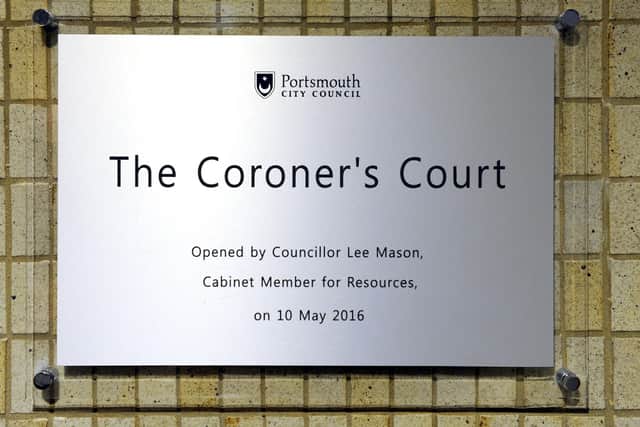 Portsmouth
CITY COUNCIL
The Coroner's Court
Opened by Councillor Lee Mason,
Cabinet Member for Resources,
on 10 May 2016